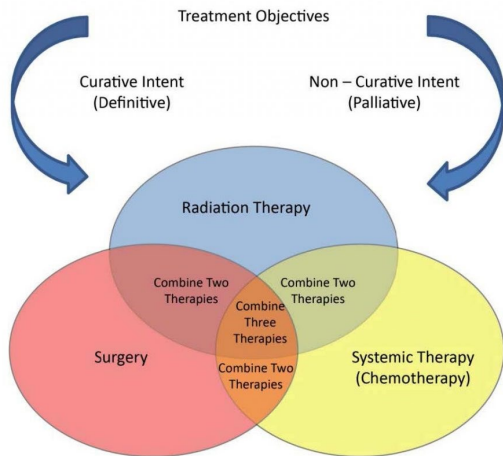 Treatment Objectives
Curative Intent
(Definitive)
Non – Curative Intent
(Palliative)
Radiation Therapy
Combine Two
Therapies
Combine Two
Therapies
Combine
Three
Therapies
Surgery
Systemic Therapy
(Chemotherapy)
Combine Two
Therapies